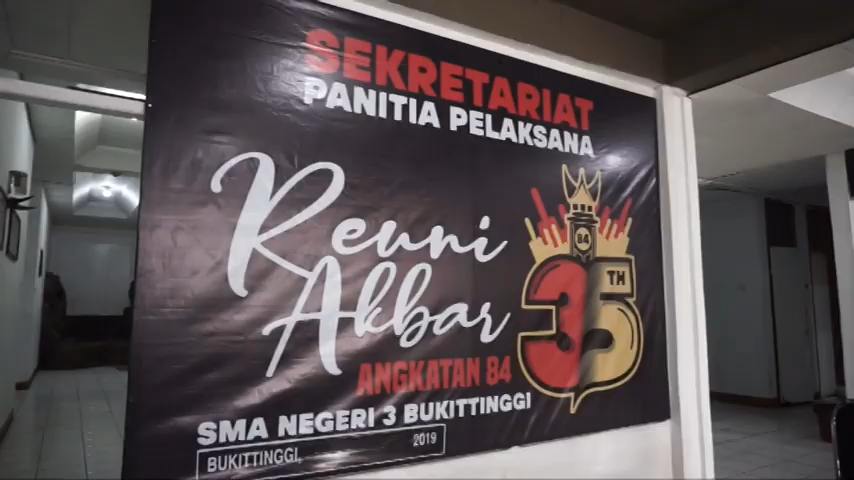 SEKRETARIAT
PANITIA PELAKSANA
Reuni
Akbar
84
35 TH
ANGKATAN 84
SMA NEGERI 3 BUKITTINGGI
BUKITTINGGI, 2019